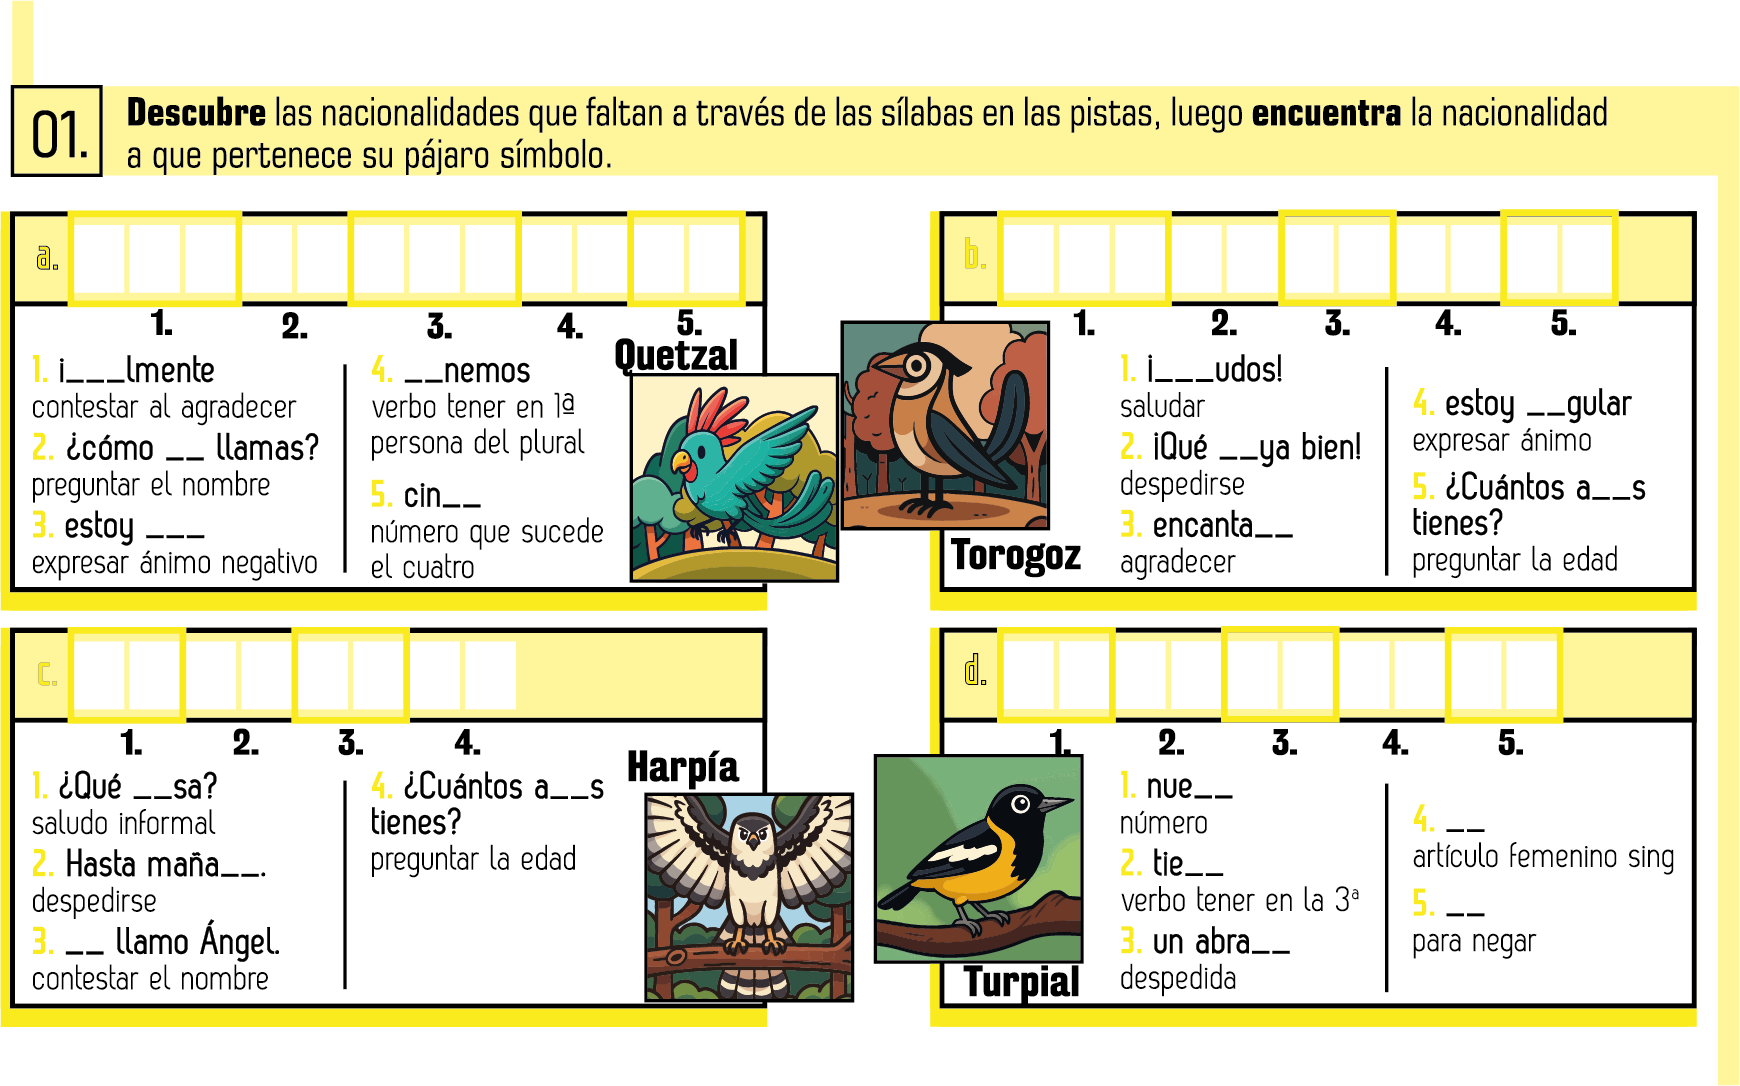 01.
Descubre las nacionalidades que faltan a través de las sílabas en las pistas, luego encuentra la nacionalidad
a que pertenece su pájaro símbolo.
a.
1. 2. 3. 4. 5.
1. ¡___lmente
contestar al agradecer
2. ¿cómo __ llamas?
preguntar el nombre
3. estoy ___
expresar ánimo negativo
4. __nemos
verbo tener en 1ª
persona del plural
5. cin__
número que sucede
el cuatro
Quetzal
b.
1. 2. 3. 4. 5.
1. ¡___udos!
saludar
2. ¡Qué __ya bien!
despedirse
3. encanta__
agradecer
4. estoy __gular
expresar ánimo
5. ¿Cuántos a__s
tienes?
preguntar la edad
Torogoz
c.
1. 2. 3. 4.
1. ¿Qué __sa?
saludo informal
2. Hasta maña__.
despedirse
3. __ llamo Ángel.
contestar el nombre
4. ¿Cuántos a__s
tienes?
preguntar la edad
Harpía
d.
1. 2. 3. 4. 5.
1. nue__
número
2. tie__
verbo tener en la 3ª
3. un abra__
despedida
4. __
artículo femenino sing
5. __
para negar
Turpial